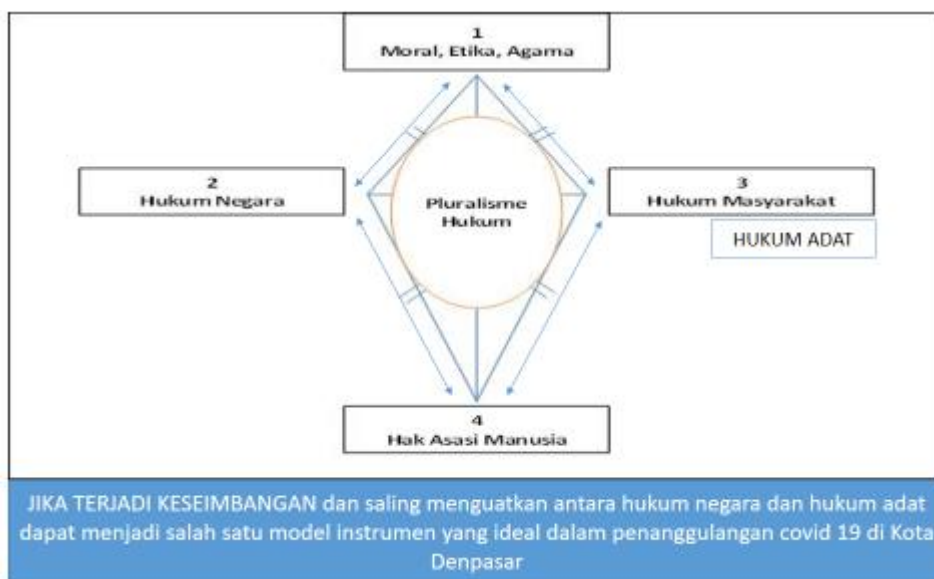 1
Moral, Etika, Agama
2
Hukum Negara
Pluralisme
Hukum
3
Hukum Masyarakat
HUKUM ADAT
4
Hak Asasi Manusia
JIKA TERJADI KESEIMBANGAN dan saling menguatkan antara hukum negara dan hukum adat
dapat menjadi salah satu model instrumen yang ideal dalam penanggulangan covid 19 di Kota
Denpasar